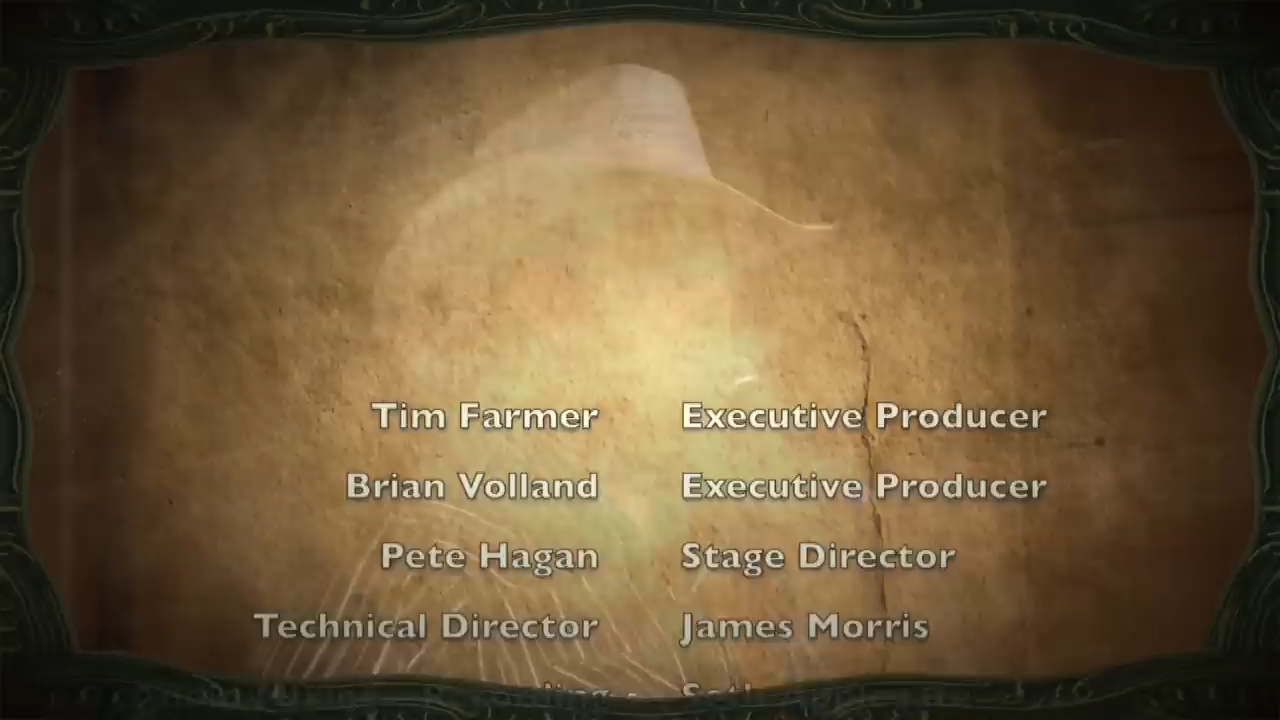 Tim Farmer Executive Producer
Brian Volland Executive Producer
Pete Hagan Stage Director
Technical Director James Morris